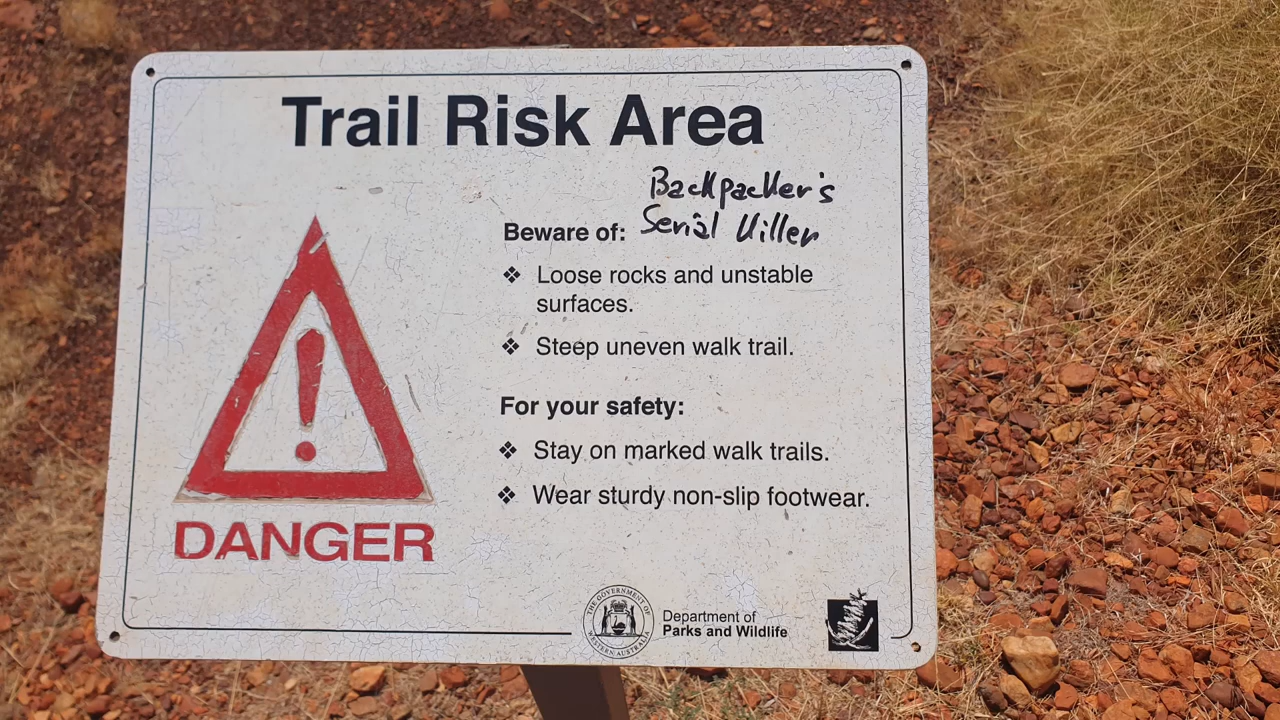 Trail Risk Area
Backpacker's
Beware of: Serial Killer
❖ Loose rocks and unstable
surfaces.
❖ Steep uneven walk trail.
For your safety:
❖ Stay on marked walk trails.
❖ Wear sturdy non-slip footwear.
DANGER
THE GOVERNMENT OF
WESTERN AUSTRALIA
Department of
Parks and Wildlife